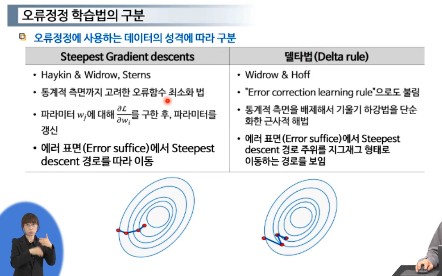 오류정정 학습법의 구분
오류정정에 사용하는 데이터의 성격에 따라 구분
Steepest Gradient descents
• Haykin & Widrow, Sterns
• 통계적 측면까지 고려한 오류함수 최소화 법
• 파라미터 wⱼ에 대해 ∂ℒ/∂wᵢ를 구한 후, 파라미터를
갱신
• 에러 표면(Error suffice)에서 Steepest
descent 경로를 따라 이동
델타법(Delta rule)
• Widrow & Hoff
• "Error correction learning rule"으로도 불림
• 통계적 측면을 배제해서 기울기 하강법을 단순
화한 근사적 해법
• 에러 표면(Error suffice)에서 Steepest
descent 경로 주위를 지그재그 형태로
이동하는 경로를 보임